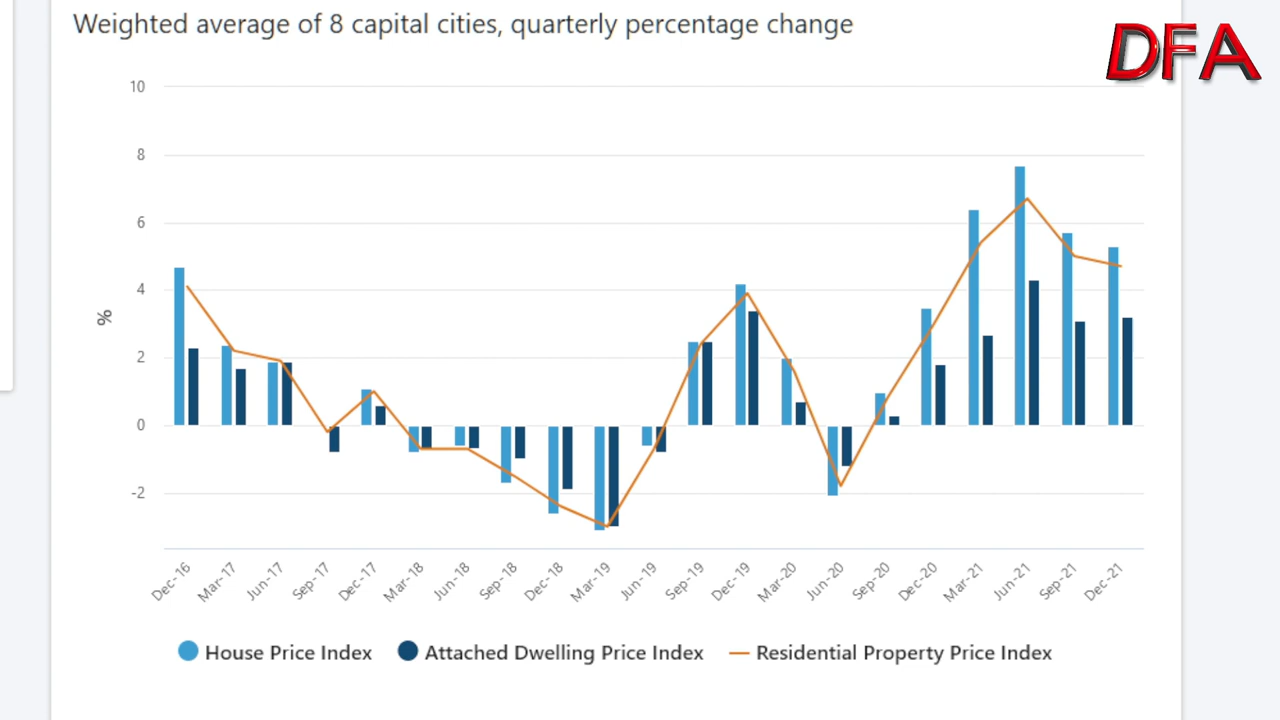 Weighted average of 8 capital cities, quarterly percentage change
DFA
10
8
6
4
2
0
-2
%
Dec-16 Mar-17 Jun-17 Sep-17 Dec-17 Mar-18 Jun-18 Sep-18 Dec-18 Mar-19 Jun-19 Sep-19 Dec-19 Mar-20 Jun-20 Sep-20 Dec-20 Mar-21 Jun-21 Sep-21 Dec-21
House Price Index Attached Dwelling Price Index Residential Property Price Index